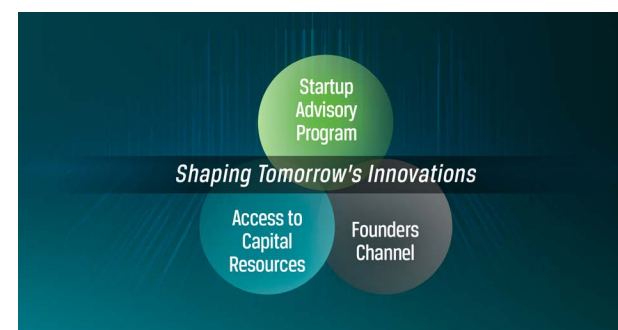 Startup
Advisory
Program
Shaping Tomorrow's Innovations
Access to
Capital
Resources
Founders
Channel